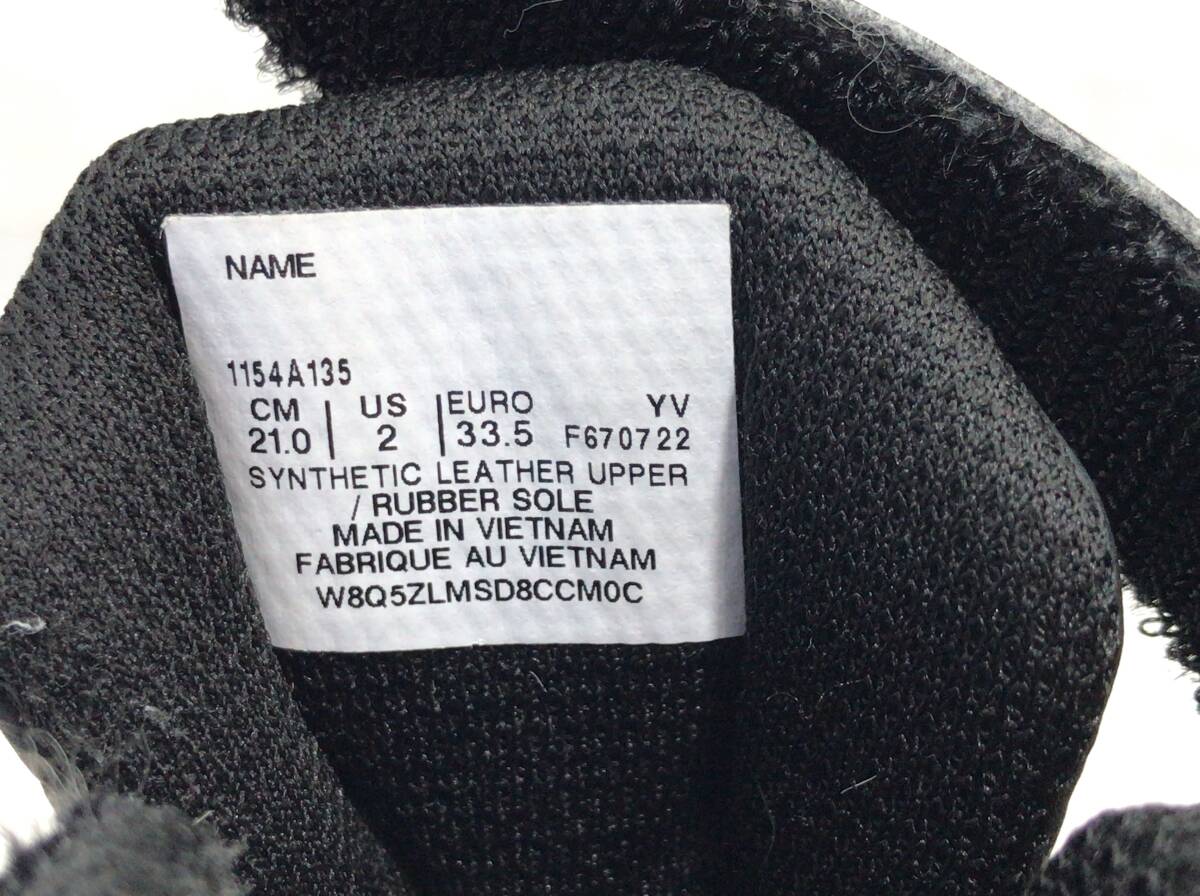 NAME
1154A135
CM | US | EURO YV
21.0 | 2 | 33.5 F670722
SYNTHETIC LEATHER UPPER
/ RUBBER SOLE
MADE IN VIETNAM
FABRIQUE AU VIETNAM
W8Q5ZLMSD8CCM0C